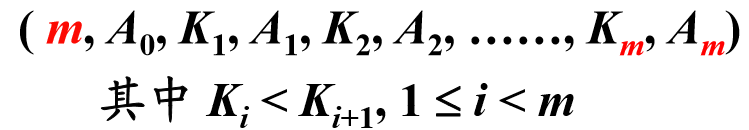 ( m, A₀, K₁, A₁, K₂, A₂, ……, Kₘ, Aₘ)
其中 Kᵢ < Kᵢ₊₁, 1 ≤ i < m